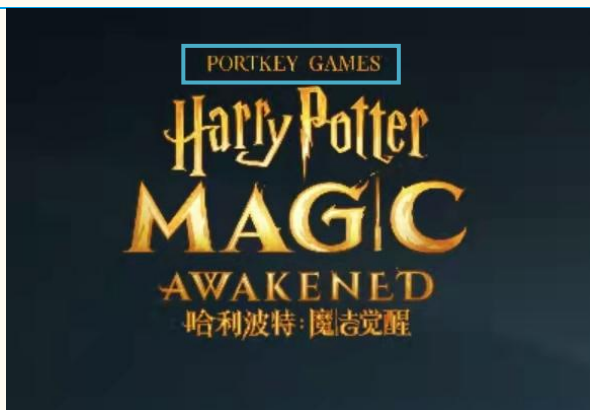 PORTKEY GAMES
Harry Potter
MAGIC
AWAKENED
哈利波特:魔法觉醒